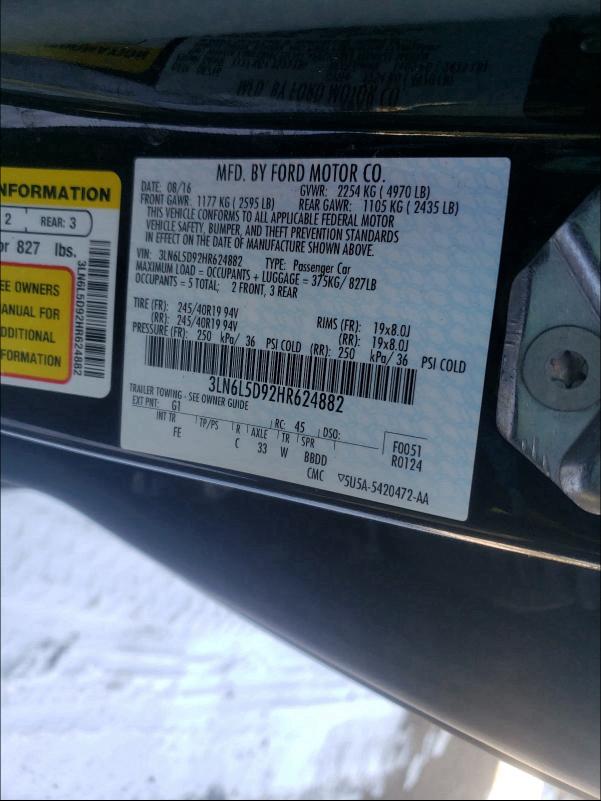 MFD. BY FORD MOTOR CO.
NFORMATION
2 REAR: 3
or 827 lbs.
EE OWNERS
MANUAL FOR
ADDITIONAL
NFORMATION
3LN6L5D92HR624882
MFD. BY FORD MOTOR CO.
DATE: 08/16 GVWR: 2254 KG ( 4970 LB)
FRONT GAWR: 1177 KG ( 2595 LB) REAR GAWR: 1105 KG ( 2435 LB)
THIS VEHICLE CONFORMS TO ALL APPLICABLE FEDERAL MOTOR
VEHICLE SAFETY, BUMPER, AND THEFT PREVENTION STANDARDS
IN EFFECT ON THE DATE OF MANUFACTURE SHOWN ABOVE.
VIN: 3LN6L5D92HR624882 TYPE: Passenger Car
MAXIMUM LOAD = OCCUPANTS + LUGGAGE = 375KG/ 827LB
OCCUPANTS = 5 TOTAL; 2 FRONT, 3 REAR
TIRE (FR): 245/40R19 94V RIMS (FR): 19x8.0J
(RR): 245/40R19 94V (RR): 19x8.0J
PRESSURE (FR): 250 kPa/ 36 PSI COLD (RR): 250 kPa/ 36 PSI COLD
3LN6L5D92HR624882
TRAILER TOWING - SEE OWNER GUIDE
EXT PNT: G1 RC: 45 DSO:
INT TR TP/PS R AXLE TR SPR F0051
FE C 33 W BBDD R0124
CMC ▽5U5A-5420472-AA